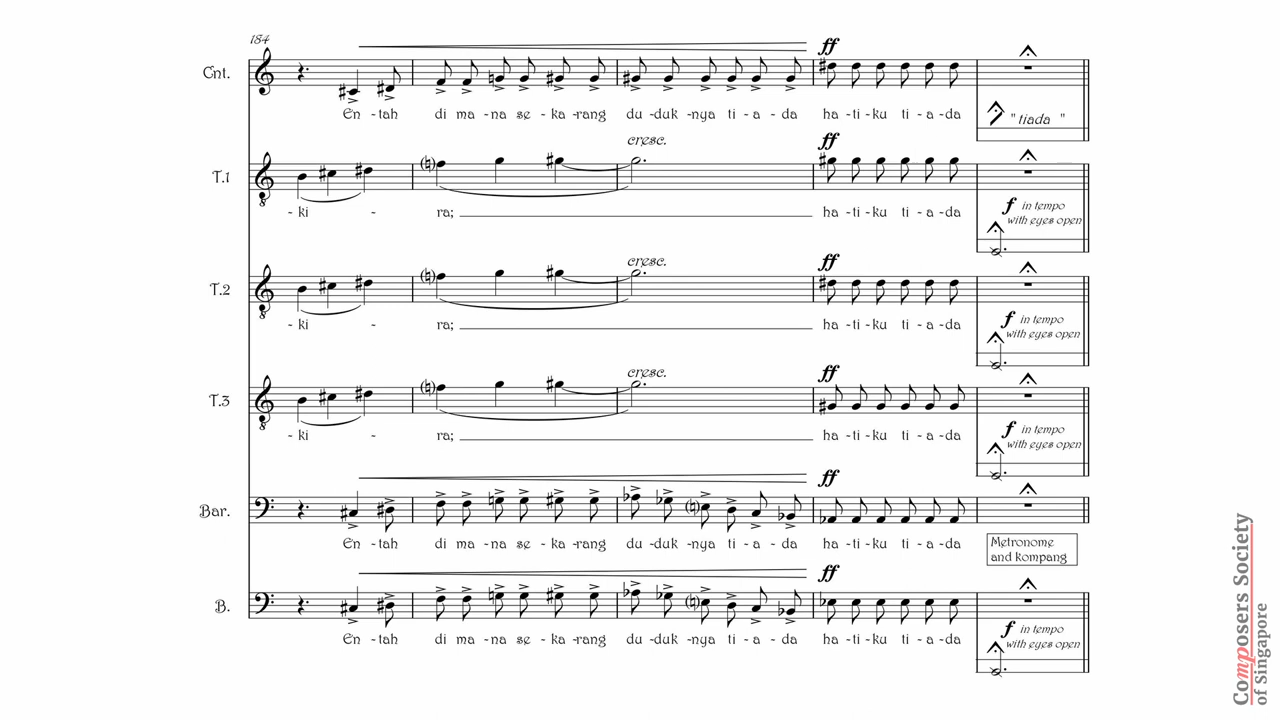 184
ff
Cnt.
En - tah di ma - na se - ka - rang du - duk - nya ti - a - da ha - ti - ku ti - a - da
" tiada "
cresc. ff
T.1
- ki - ra; ha - ti - ku ti - a - da
f in tempo
with eyes open
cresc. ff
T.2
- ki - ra; ha - ti - ku ti - a - da
f in tempo
with eyes open
cresc. ff
T.3
- ki - ra; ha - ti - ku ti - a - da
f in tempo
with eyes open
ff
Bar.
En - tah di ma - na se - ka - rang du - duk - nya ti - a - da ha - ti - ku ti - a - da
Metronome
and kompang
ff
B.
En - tah di ma - na se - ka - rang du - duk - nya ti - a - da ha - ti - ku ti - a - da
f in tempo
with eyes open
Composers Society
of Singapore